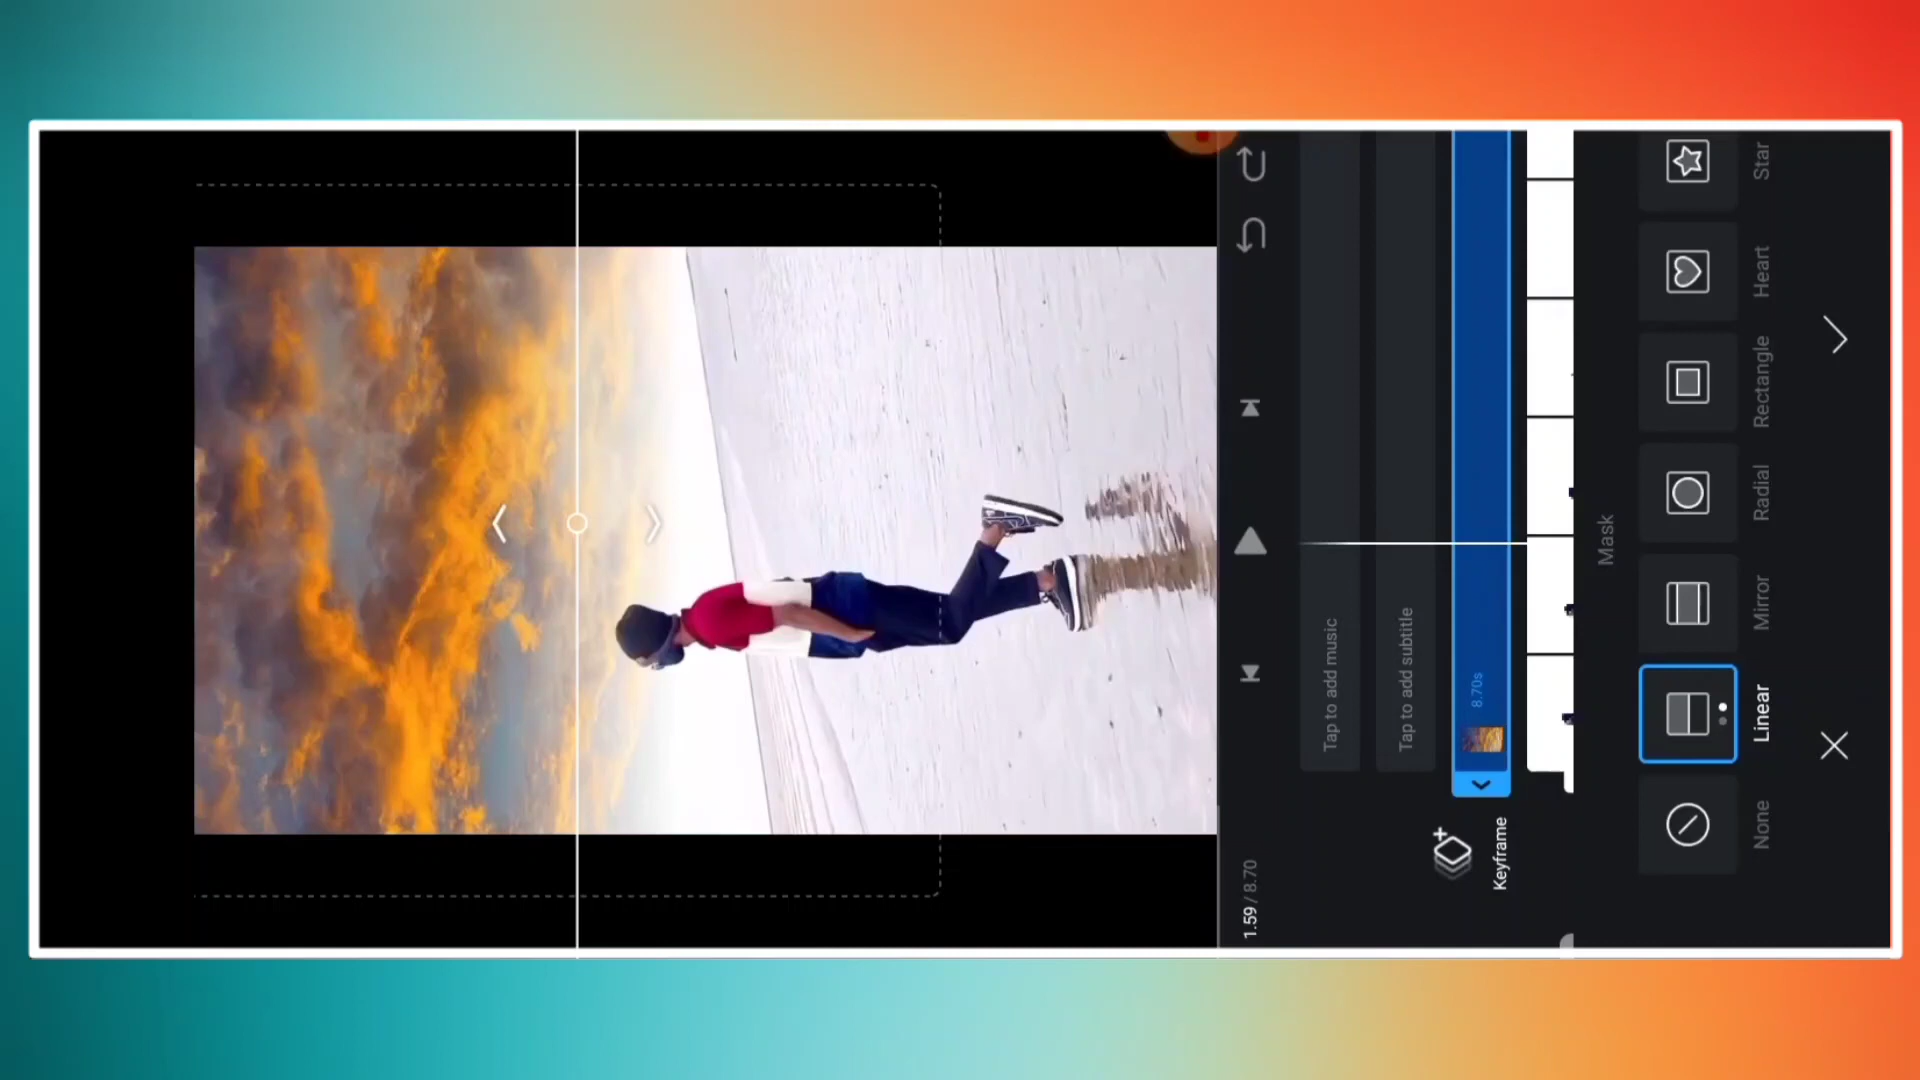 1.59 / 8.70
Tap to add music
Tap to add subtitle
8.70s
Keyframe
Mask
None
Linear
Mirror
Radial
Rectangle
Heart
Star